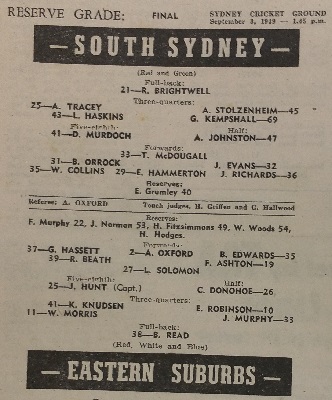 RESERVE GRADE: FINAL SYDNEY CRICKET GROUND
September 3, 1949 — 1.45 p.m.
— SOUTH SYDNEY —
(Red and Green)
Full-back:
21—R. BRIGHTWELL
Three-quarters:
25—A. TRACEY A. STOLZENHEIM—45
43—L. HASKINS G. KEMPSHALL—69
Five-eighth: Half:
41—D. MURDOCH A. JOHNSTON—47
Forwards:
33—T. McDOUGALL
31—B. ORROCK J. EVANS—32
35—W. COLLINS 29—E. HAMMERTON J. RICHARDS—36
Reserves:
E. Grumley 40
Referee: A. OXFORD Touch judges, H. Griffen and C. Hallwood
Reserves:
F. Murphy 22, J. Norman 53, H. Fitzsimmons 49, W. Woods 54,
H. Hodges.
Forwards:
37—G. HASSETT 2—A. OXFORD B. EDWARDS—35
39—R. BEATH F. ASHTON—19
27—L. SOLOMON
Five-eighth: Half:
25—J. HUNT (Capt.) C. DONOHOE—26
Three-quarters:
41—K. KNUDSEN E. ROBINSON—10
11—W. MORRIS J. MURPHY—33
Full-back:
38—B. READ
(Red, White and Blue)
— EASTERN SUBURBS —